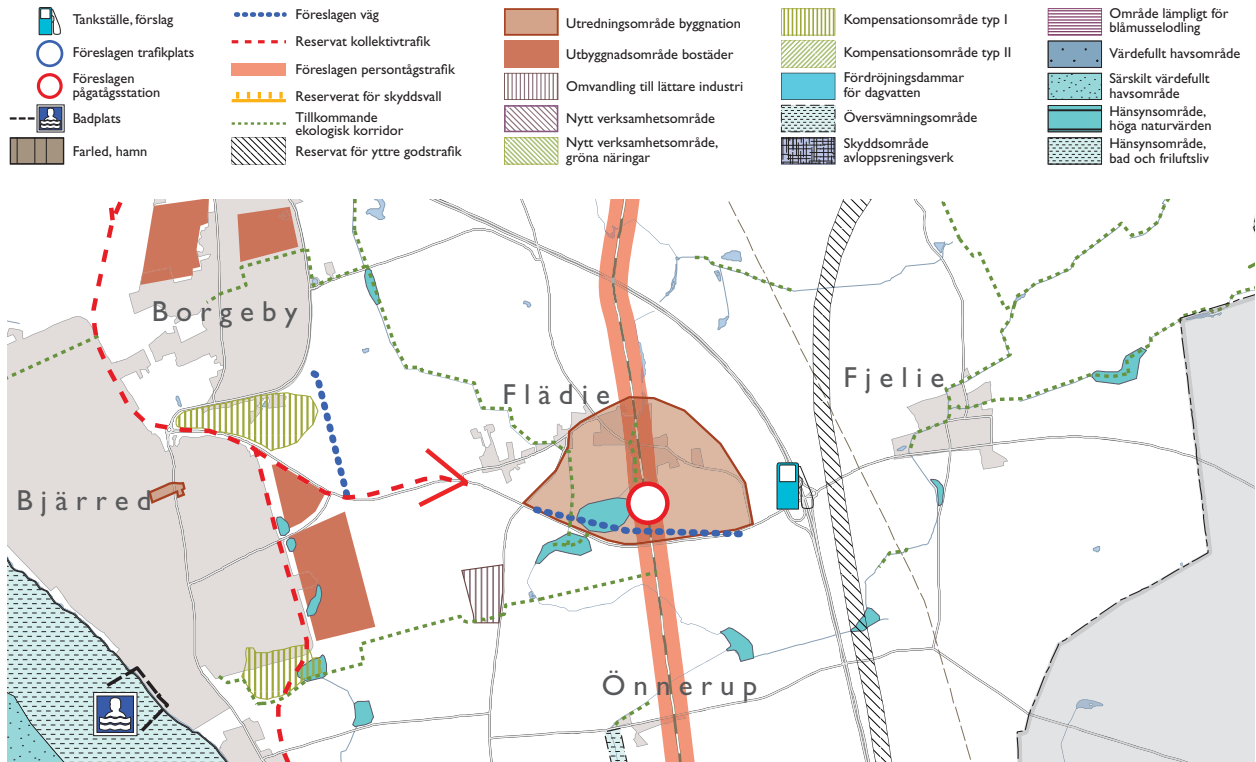 Tankställe, förslag
Föreslagen trafikplats
Föreslagen
pågatågsstation
Badplats
Farled, hamn
Föreslagen väg
Reservat kollektivtrafik
Föreslagen persontågstrafik
Reserverat för skyddsvall
Tillkommande
ekologisk korridor
Reservat för yttre godstrafik
Utredningsområde byggnation
Utbyggnadsområde bostäder
Omvandling till lättare industri
Nytt verksamhetsområde
Nytt verksamhetsområde,
gröna näringar
Kompensationsområde typ I
Kompensationsområde typ II
Fördröjningsdammar
för dagvatten
Översvämningsområde
Skyddsområde
avloppsreningsverk
Område lämpligt för
blåmusselodling
Värdefullt havsområde
Särskilt värdefullt
havsområde
Hänsynsområde,
höga naturvärden
Hänsynsområde,
bad och friluftsliv
Borgeby
Flädie
Fjelie
Bjärred
Önnerup